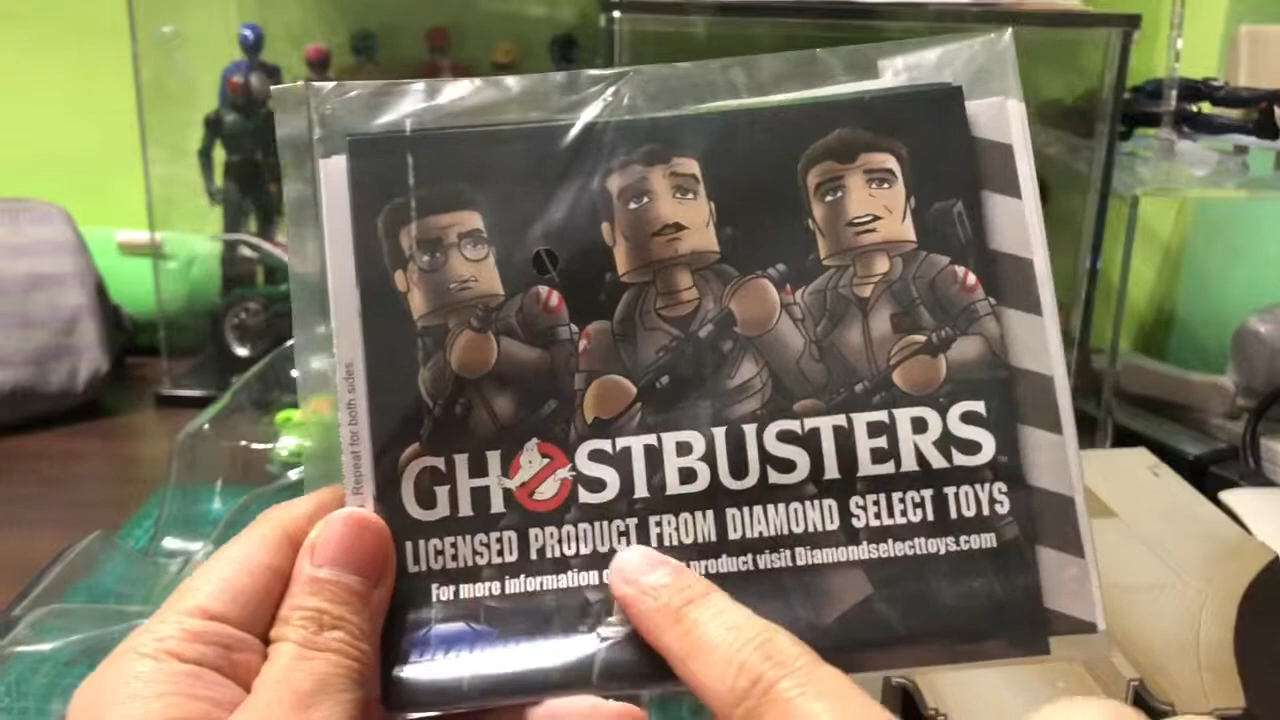 Repeat for both sides
GHOSTBUSTERS
LICENSED PRODUCT FROM DIAMOND SELECT TOYS
For more information product visit Diamondselecttoys.com